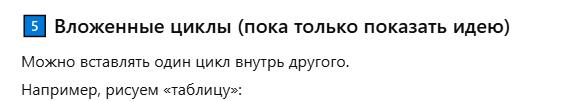 5 Вложенные циклы (пока только показать идею)
Можно вставлять один цикл внутрь другого.
Например, рисуем «таблицу»: